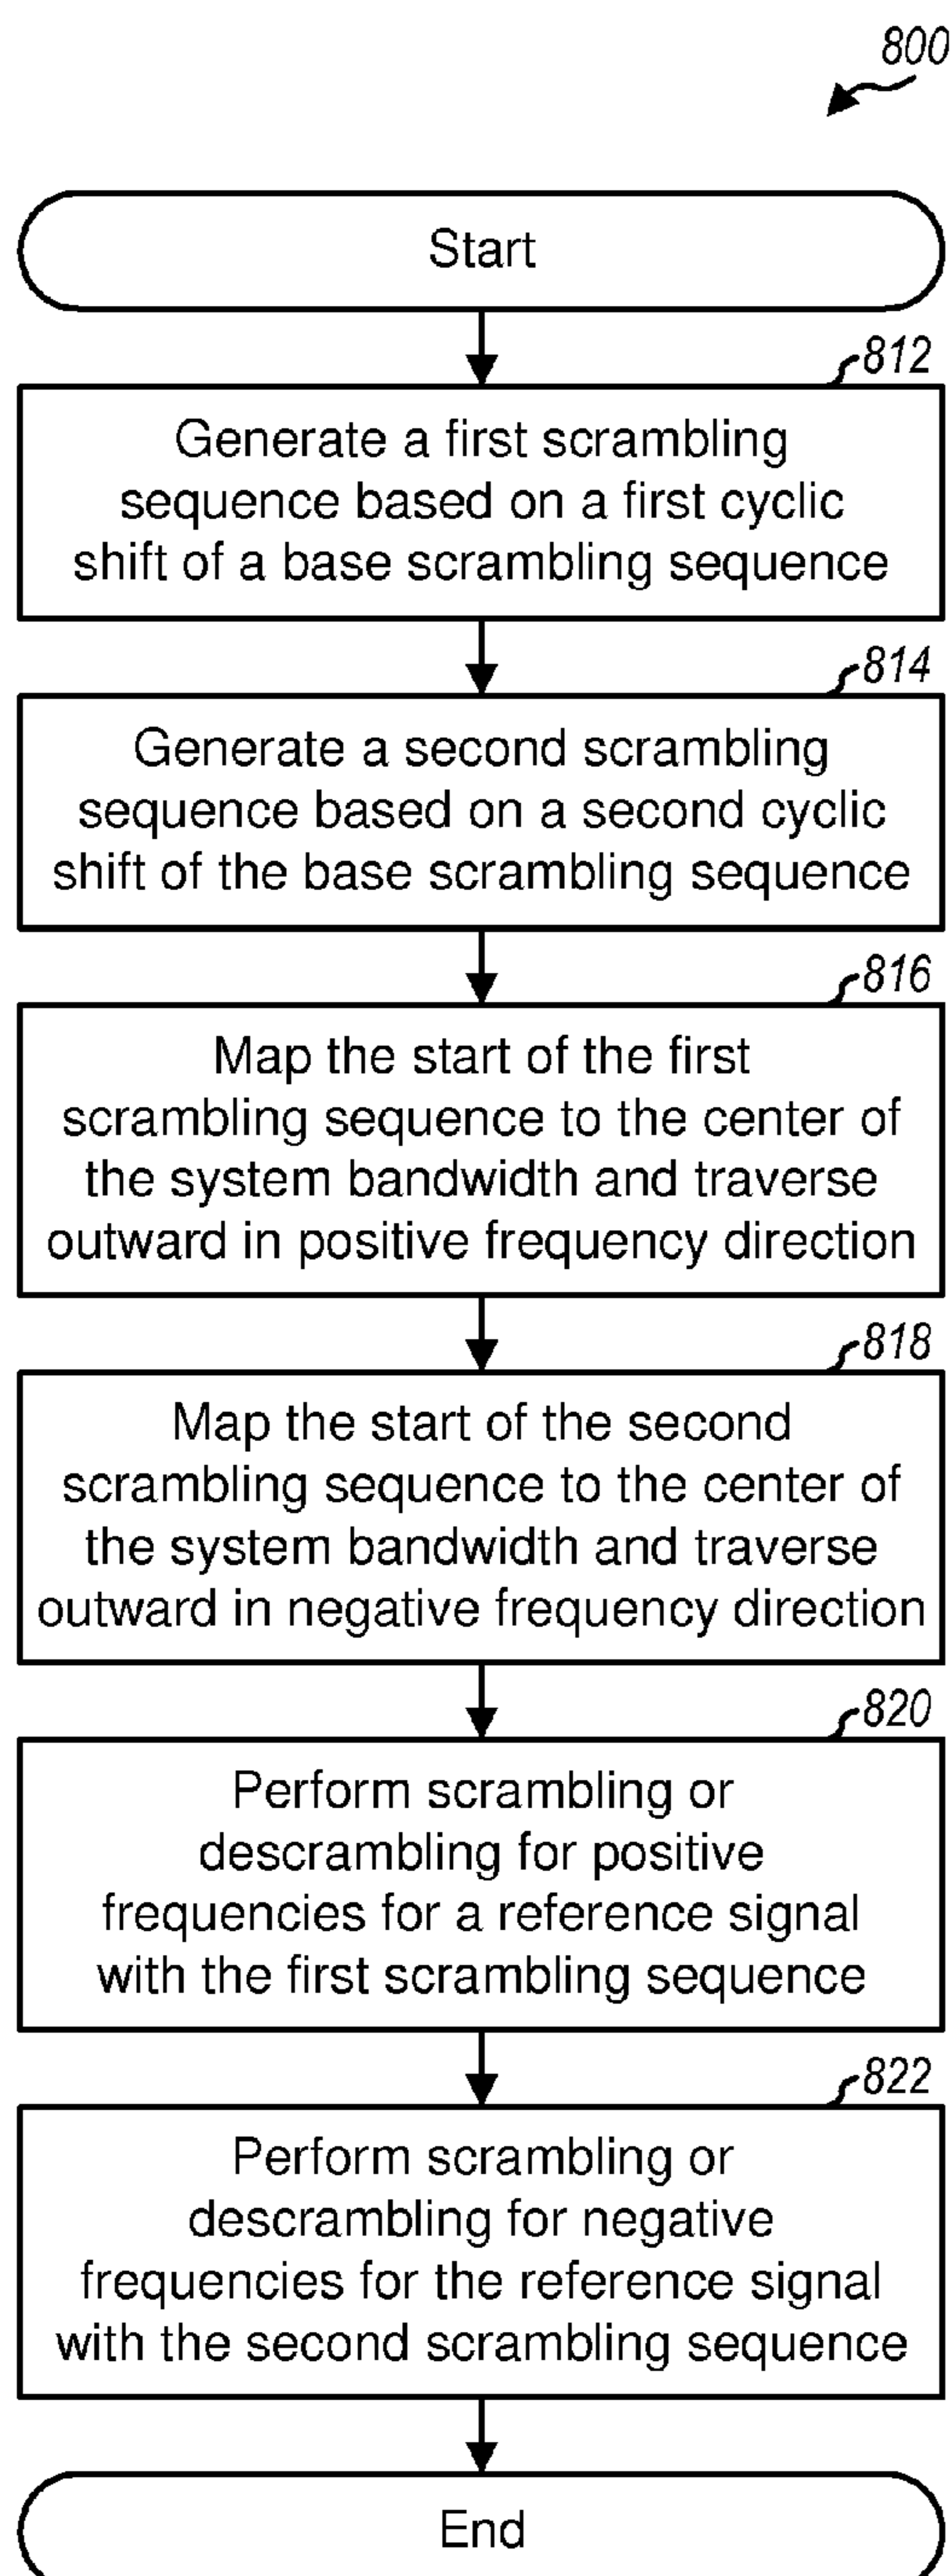 800
Start
812
Generate a first scrambling
sequence based on a first cyclic
shift of a base scrambling sequence
814
Generate a second scrambling
sequence based on a second cyclic
shift of the base scrambling sequence
816
Map the start of the first
scrambling sequence to the center of
the system bandwidth and traverse
outward in positive frequency direction
818
Map the start of the second
scrambling sequence to the center of
the system bandwidth and traverse
outward in negative frequency direction
820
Perform scrambling or
descrambling for positive
frequencies for a reference signal
with the first scrambling sequence
822
Perform scrambling or
descrambling for negative
frequencies for the reference signal
with the second scrambling sequence
End